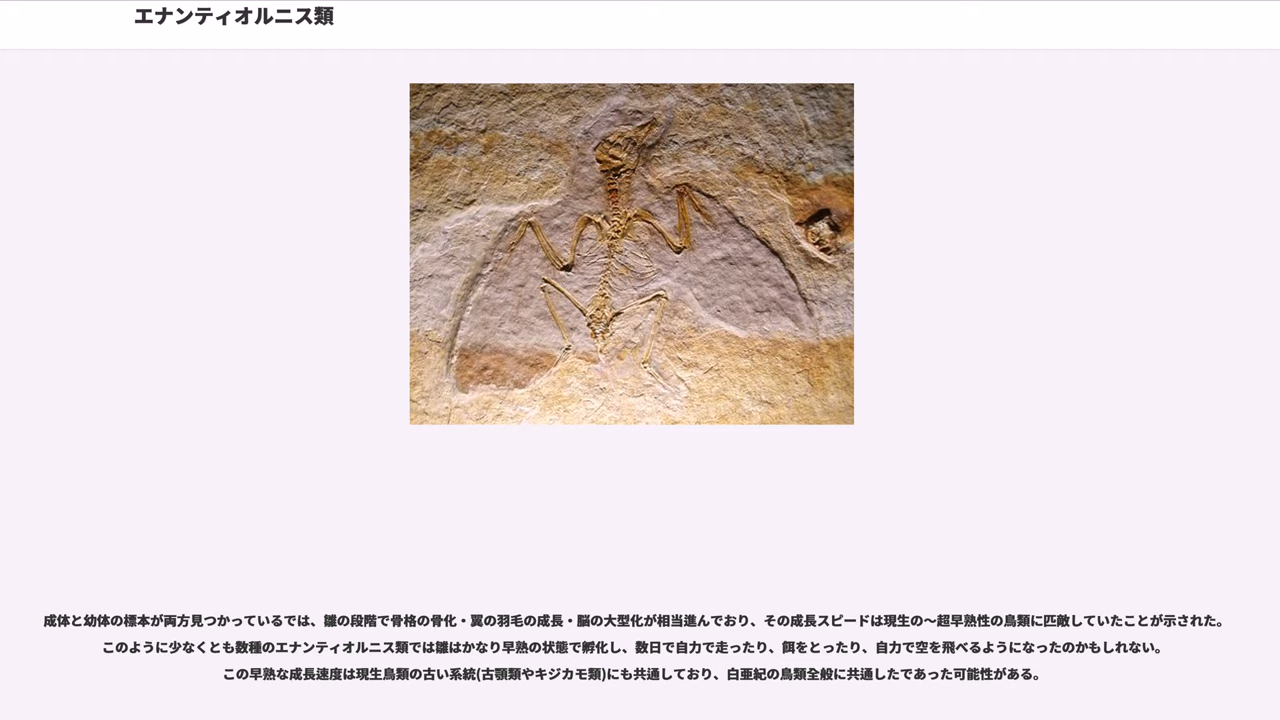 エナンティオルニス類
成体と幼体の標本が両方見つかっているでは、雛の段階で骨格の骨化・翼の羽毛の成長・脳の大型化が相当進んでおり、その成長スピードは現生の〜超早熟性の鳥類に匹敵していたことが示された。
このように少なくとも数種のエナンティオルニス類では雛はかなり早熟の状態で孵化し、数日で自力で走ったり、餌をとったり、自力で空を飛べるようになったのかもしれない。
この早熟な成長速度は現生鳥類の古い系統(古顎類やキジカモ類)にも共通しており、白亜紀の鳥類全般に共通したであった可能性がある。